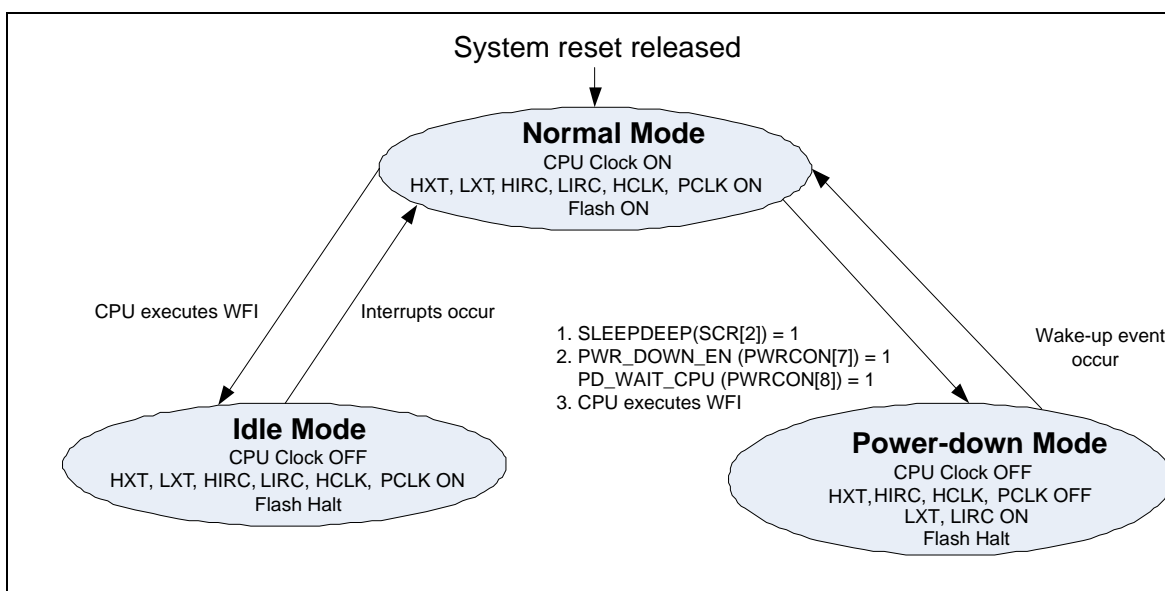 System reset released
Normal Mode
CPU Clock ON
HXT, LXT, HIRC, LIRC, HCLK, PCLK ON
Flash ON
CPU executes WFI
Interrupts occur
1. SLEEPDEEP(SCR[2]) = 1
2. PWR_DOWN_EN (PWRCON[7]) = 1
PD_WAIT_CPU (PWRCON[8]) = 1
3. CPU executes WFI
Wake-up event
occur
Idle Mode
CPU Clock OFF
HXT, LXT, HIRC, LIRC, HCLK, PCLK ON
Flash Halt
Power-down Mode
CPU Clock OFF
HXT, HIRC, HCLK, PCLK OFF
LXT, LIRC ON
Flash Halt